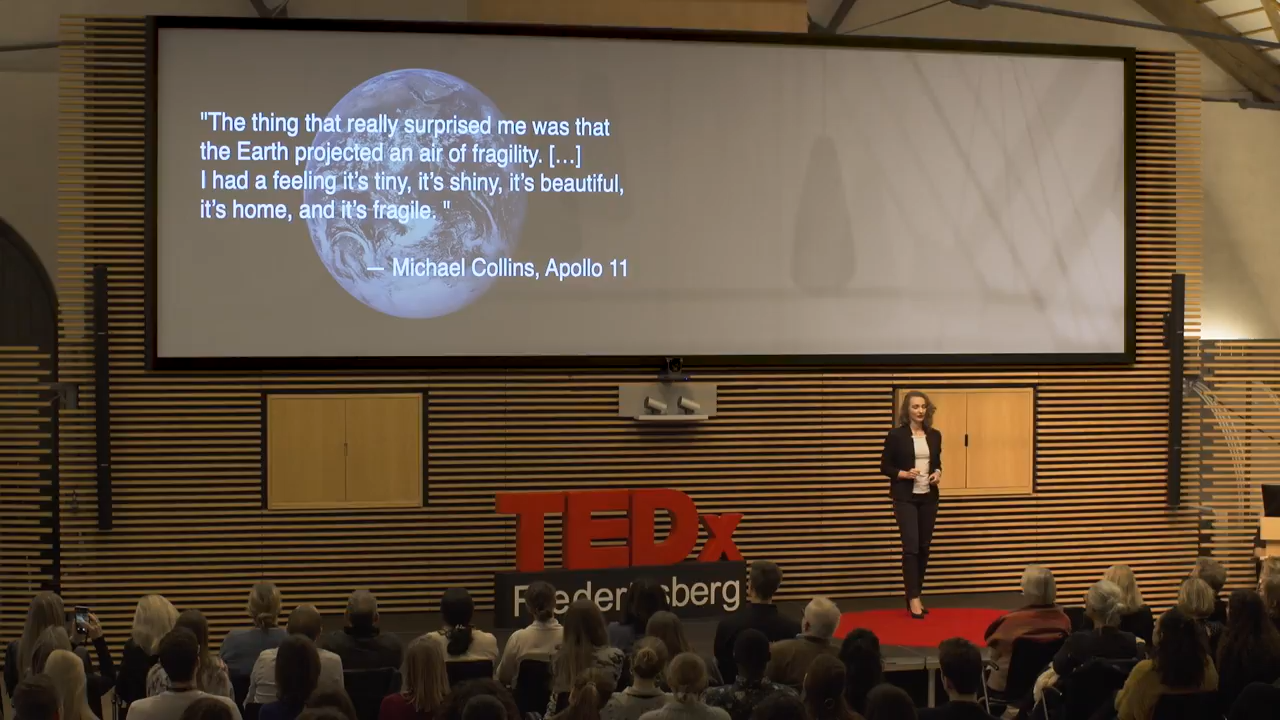 "The thing that really surprised me was that
the Earth projected an air of fragility. […]
I had a feeling it’s tiny, it’s shiny, it’s beautiful,
it’s home, and it’s fragile. "
— Michael Collins, Apollo 11
TEDx
Frederiksberg